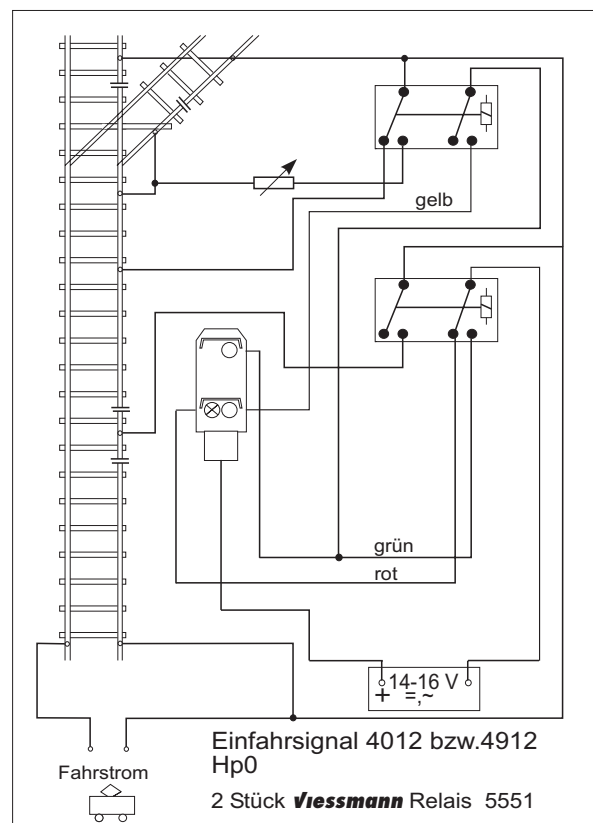 gelb
grün
rot
+ 14-16 V
=,~
Fahrstrom
Einfahrsignal 4012 bzw.4912
Hp0
2 Stück viessmann Relais 5551